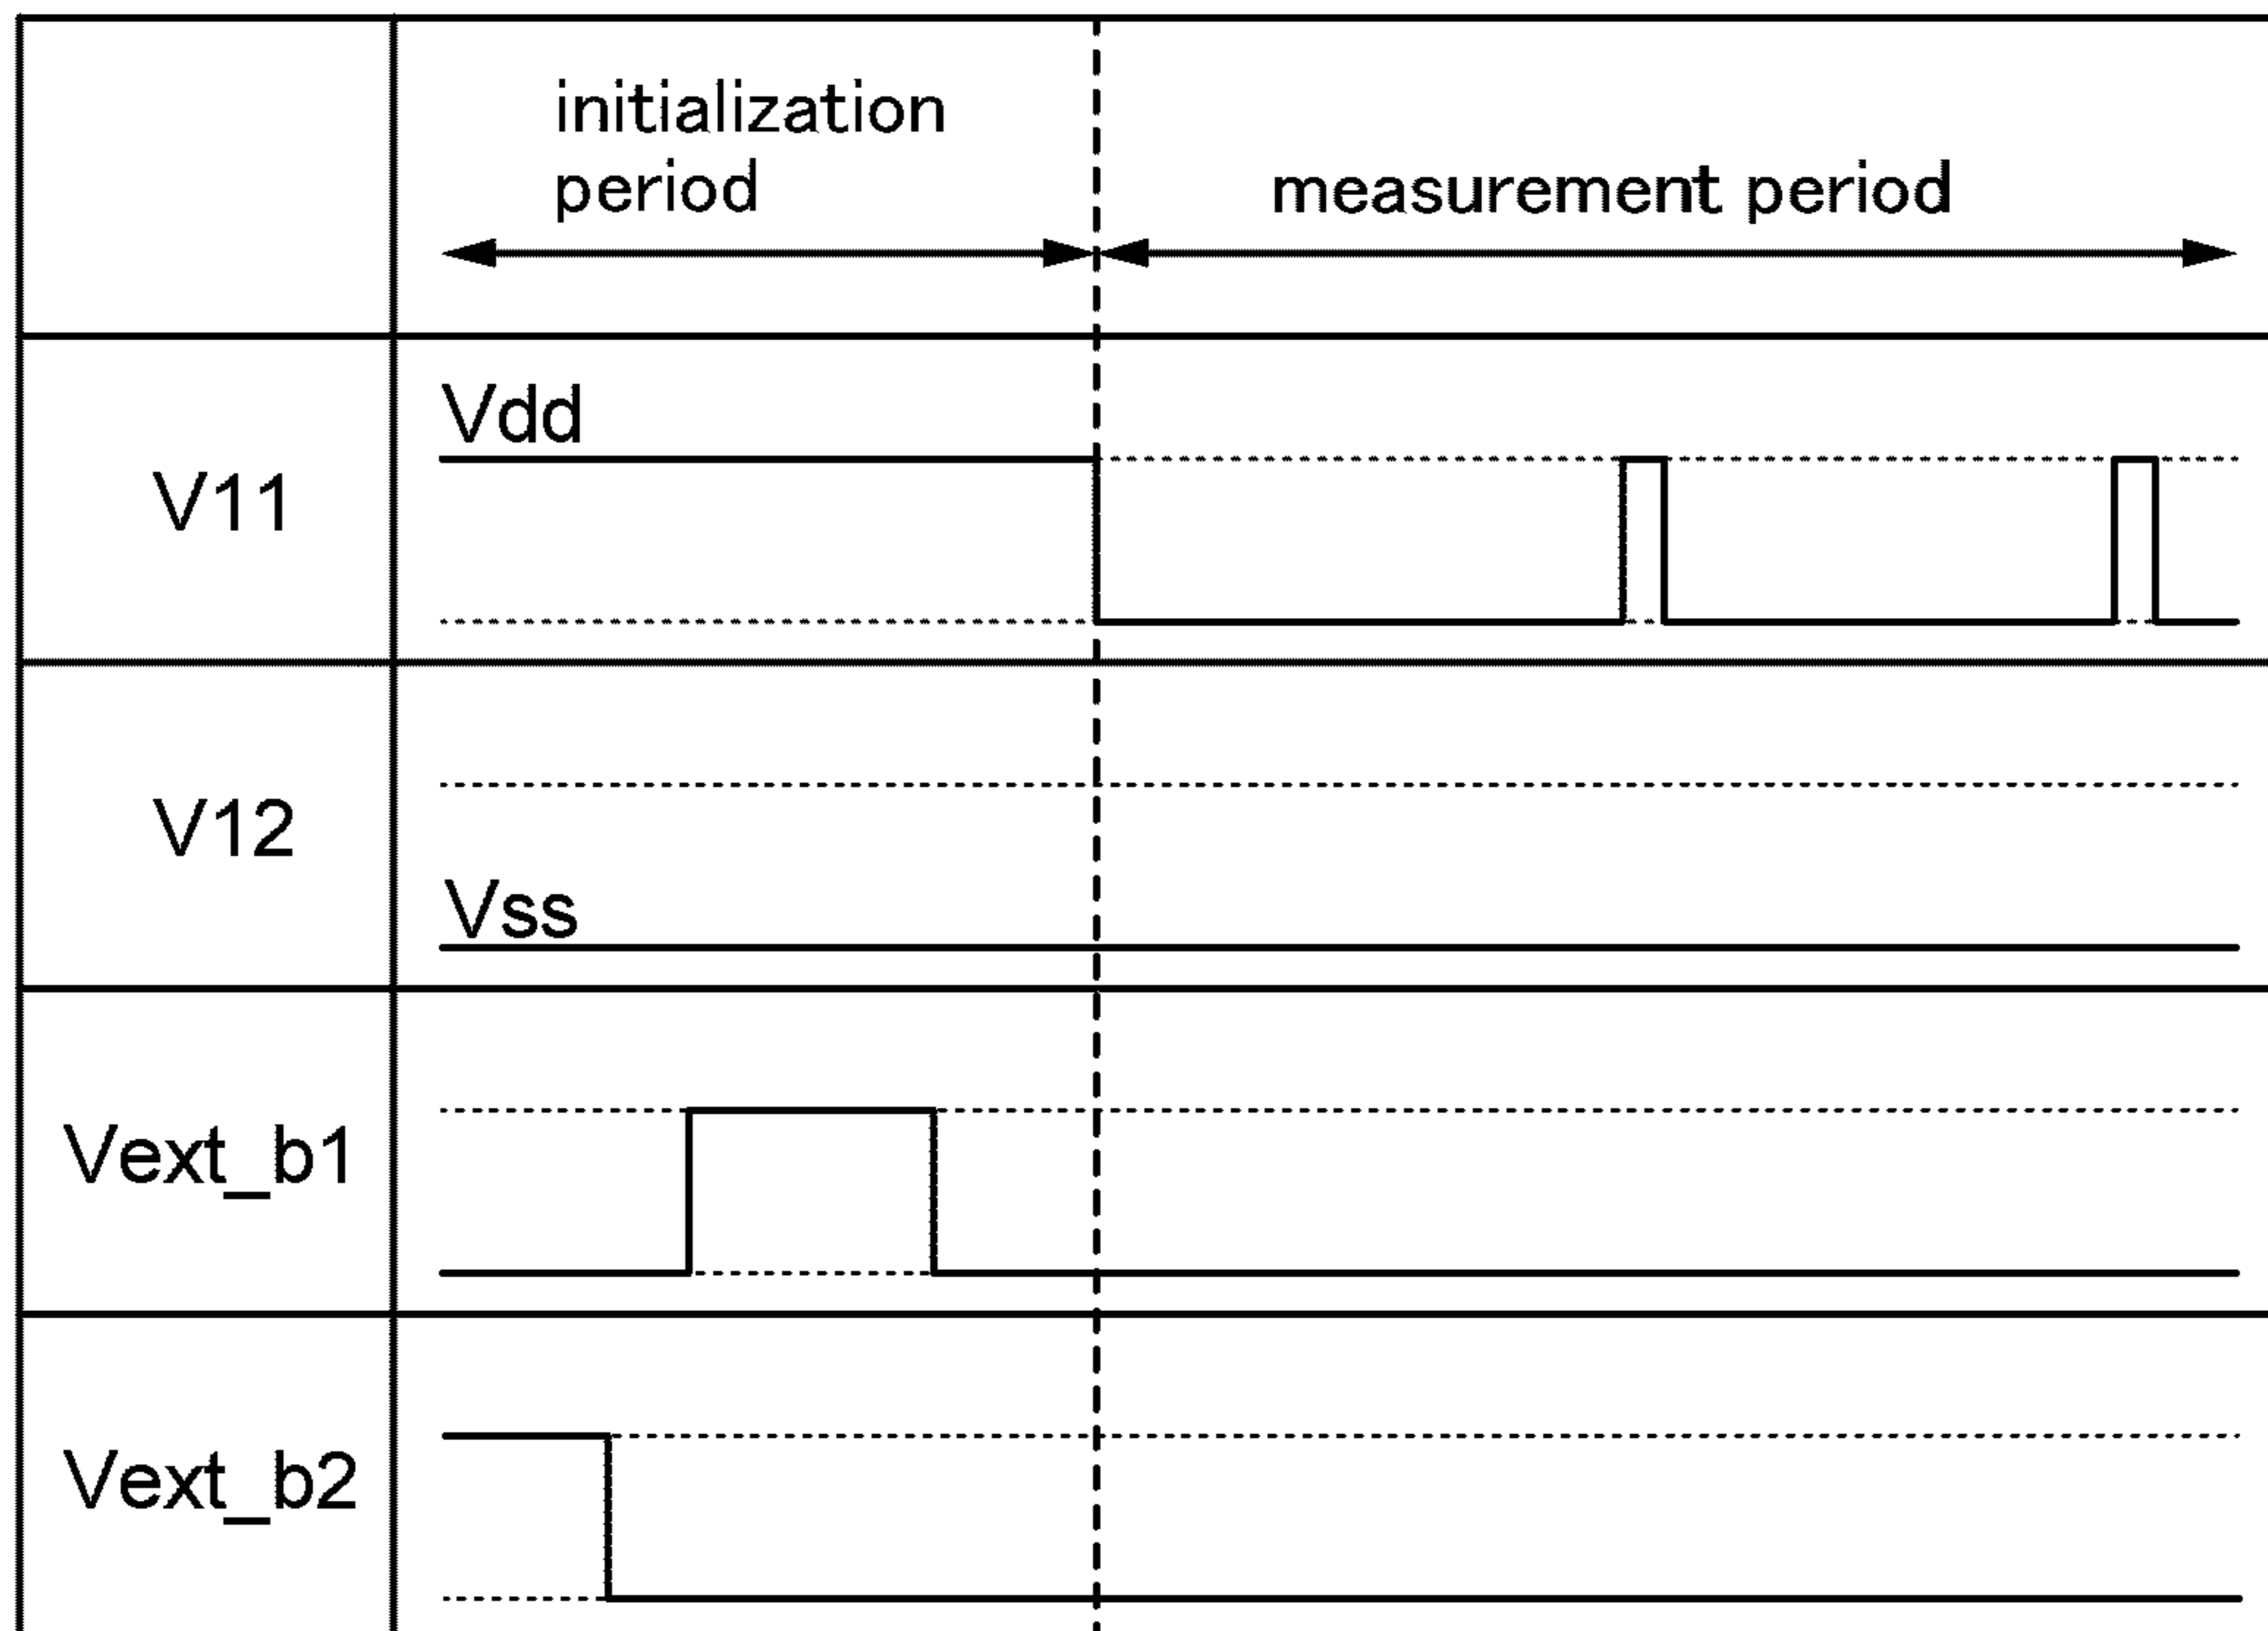 initialization
period
measurement period
Vdd
V11
V12
Vss
Vext_b1
Vext_b2